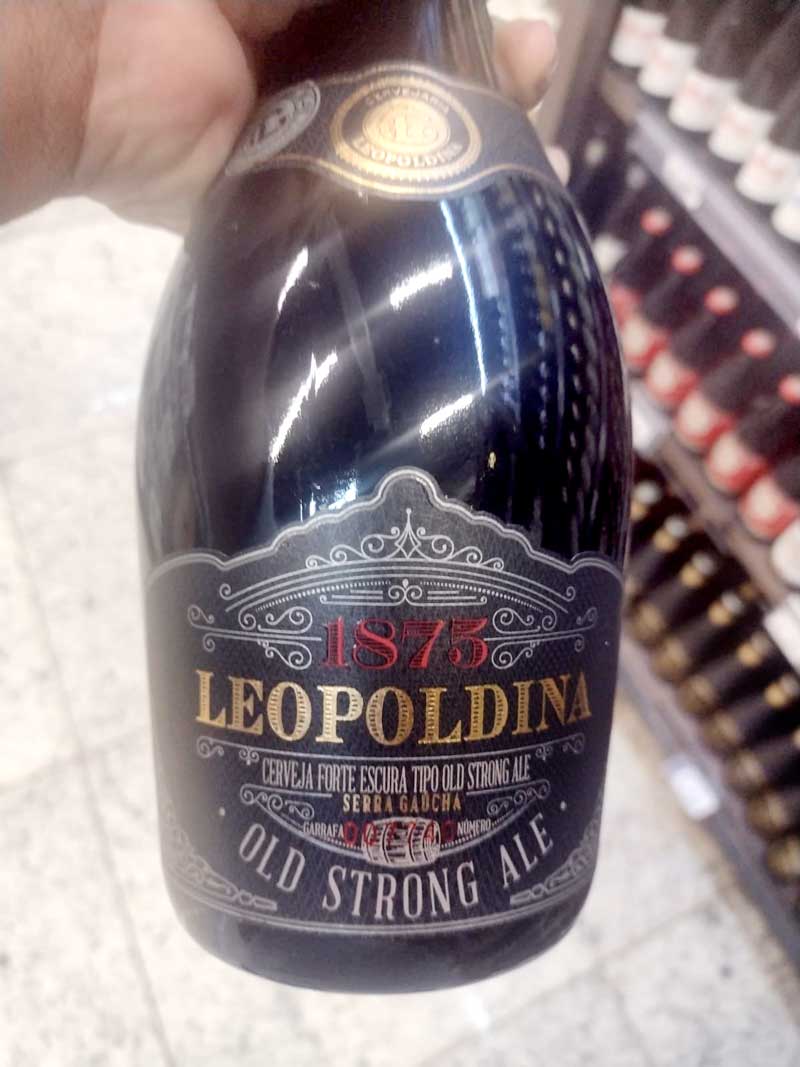 CERVEJARIA
LEOPOLDINA
1875
LEOPOLDINA
CERVEJA FORTE ESCURA TIPO OLD STRONG ALE
SERRA GAÚCHA
GARRAFA NÚMERO
OLD STRONG ALE